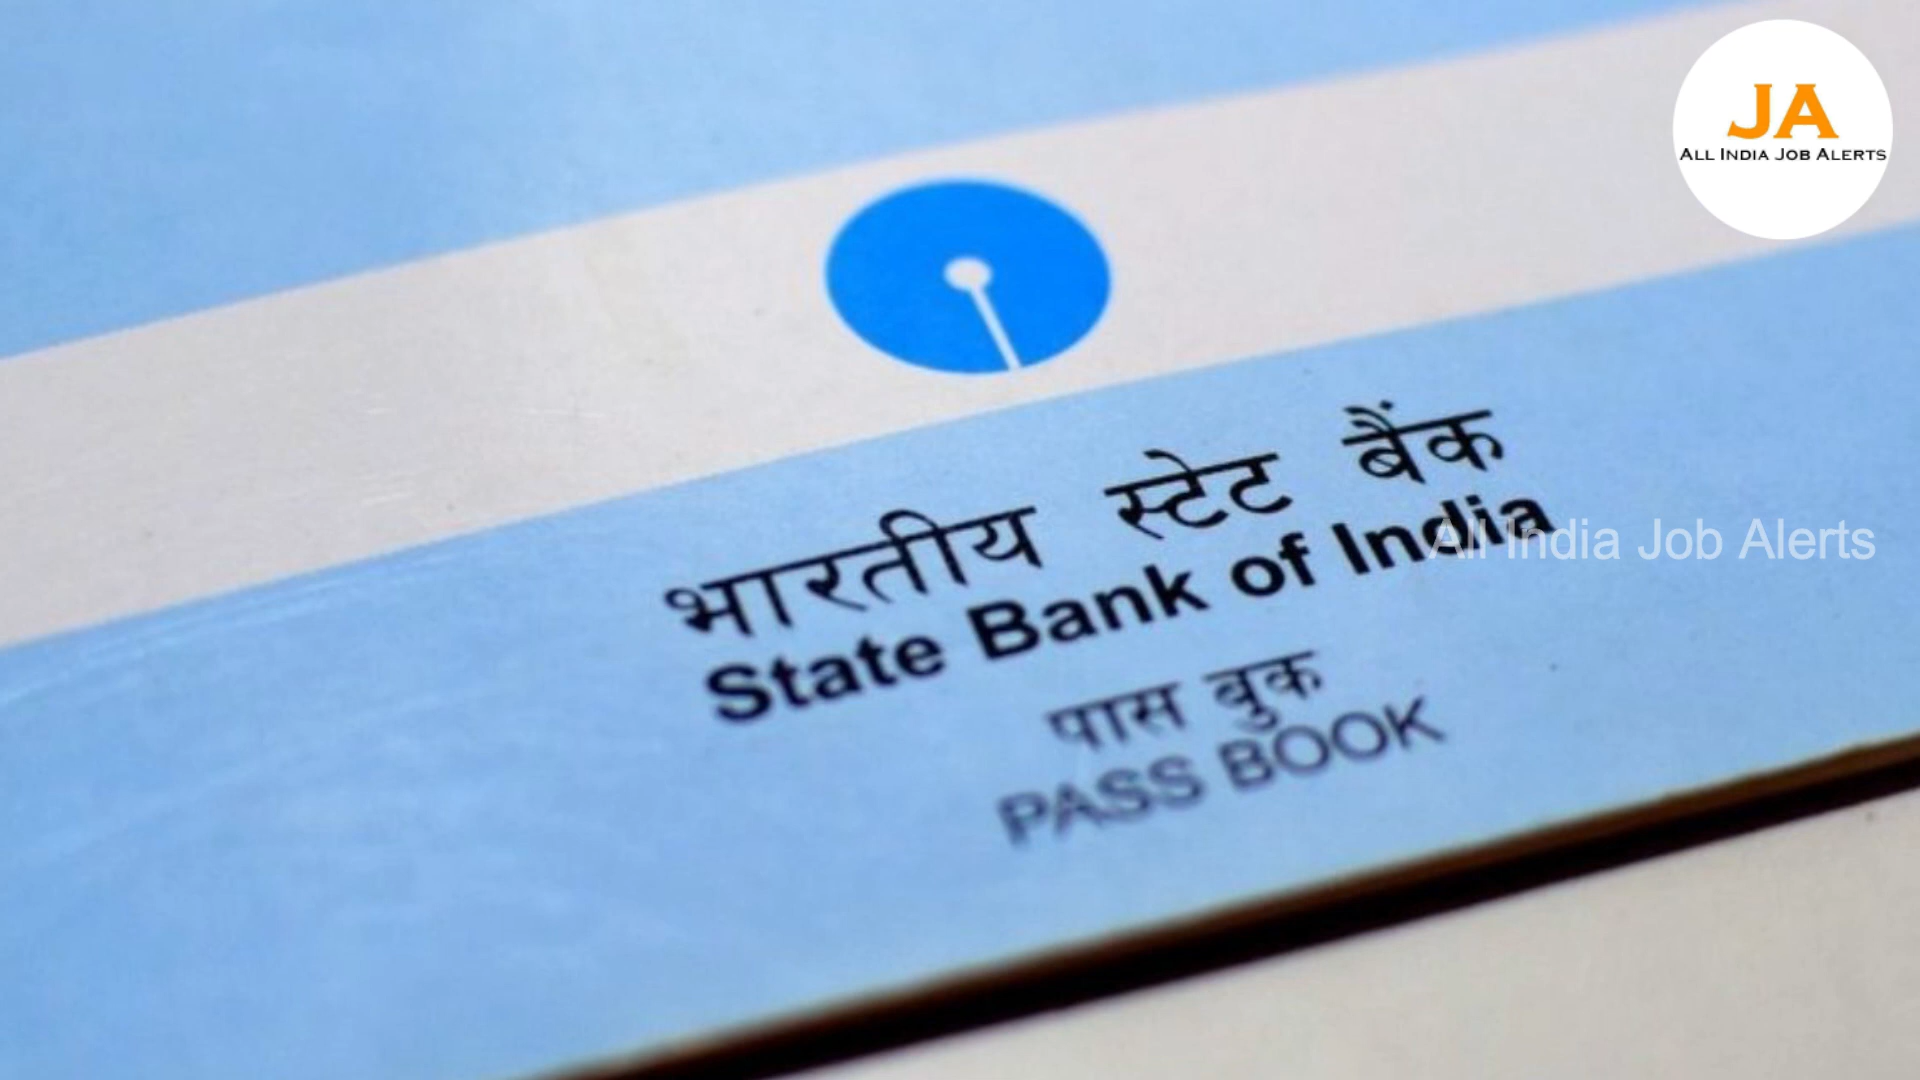 JA
ALL INDIA JOB ALERTS
भारतीय स्टेट बैंक
State Bank of India
All India Job Alerts
पास बुक
PASS BOOK